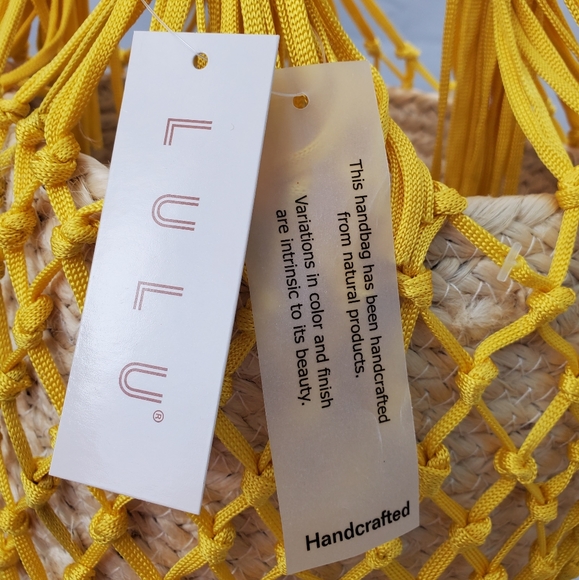 LULU®
This handbag has been handcrafted
from natural products.
Variations in color and finish
are intrinsic to its beauty.
Handcrafted